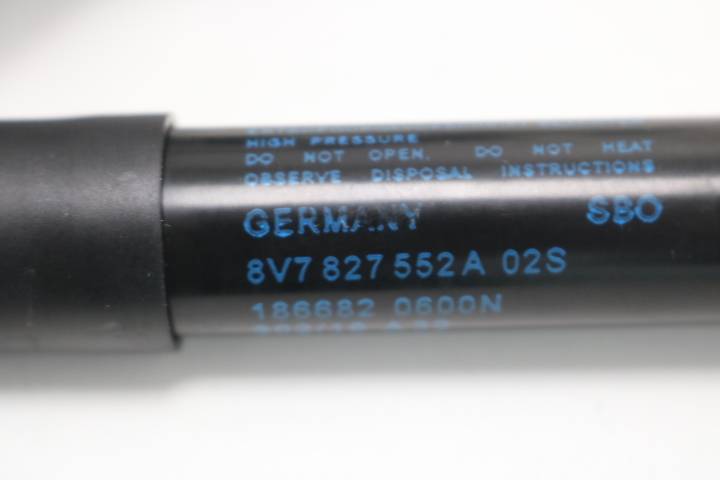 HIGH PRESSURE
DO NOT OPEN. DO NOT HEAT
OBSERVE DISPOSAL INSTRUCTIONS
GERMANY SBO
8V7 827 552 A 02S
186682 0600N